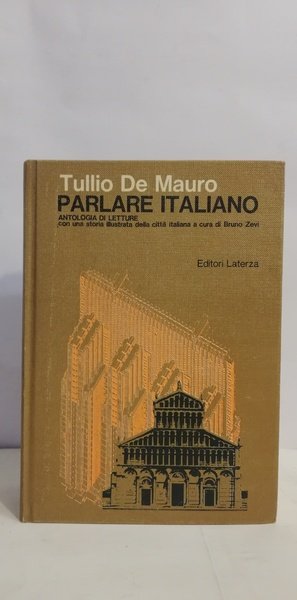 Tullio De Mauro
PARLARE ITALIANO
ANTOLOGIA DI LETTURE
con una storia illustrata della città italiana a cura di Bruno Zevi
Editori Laterza